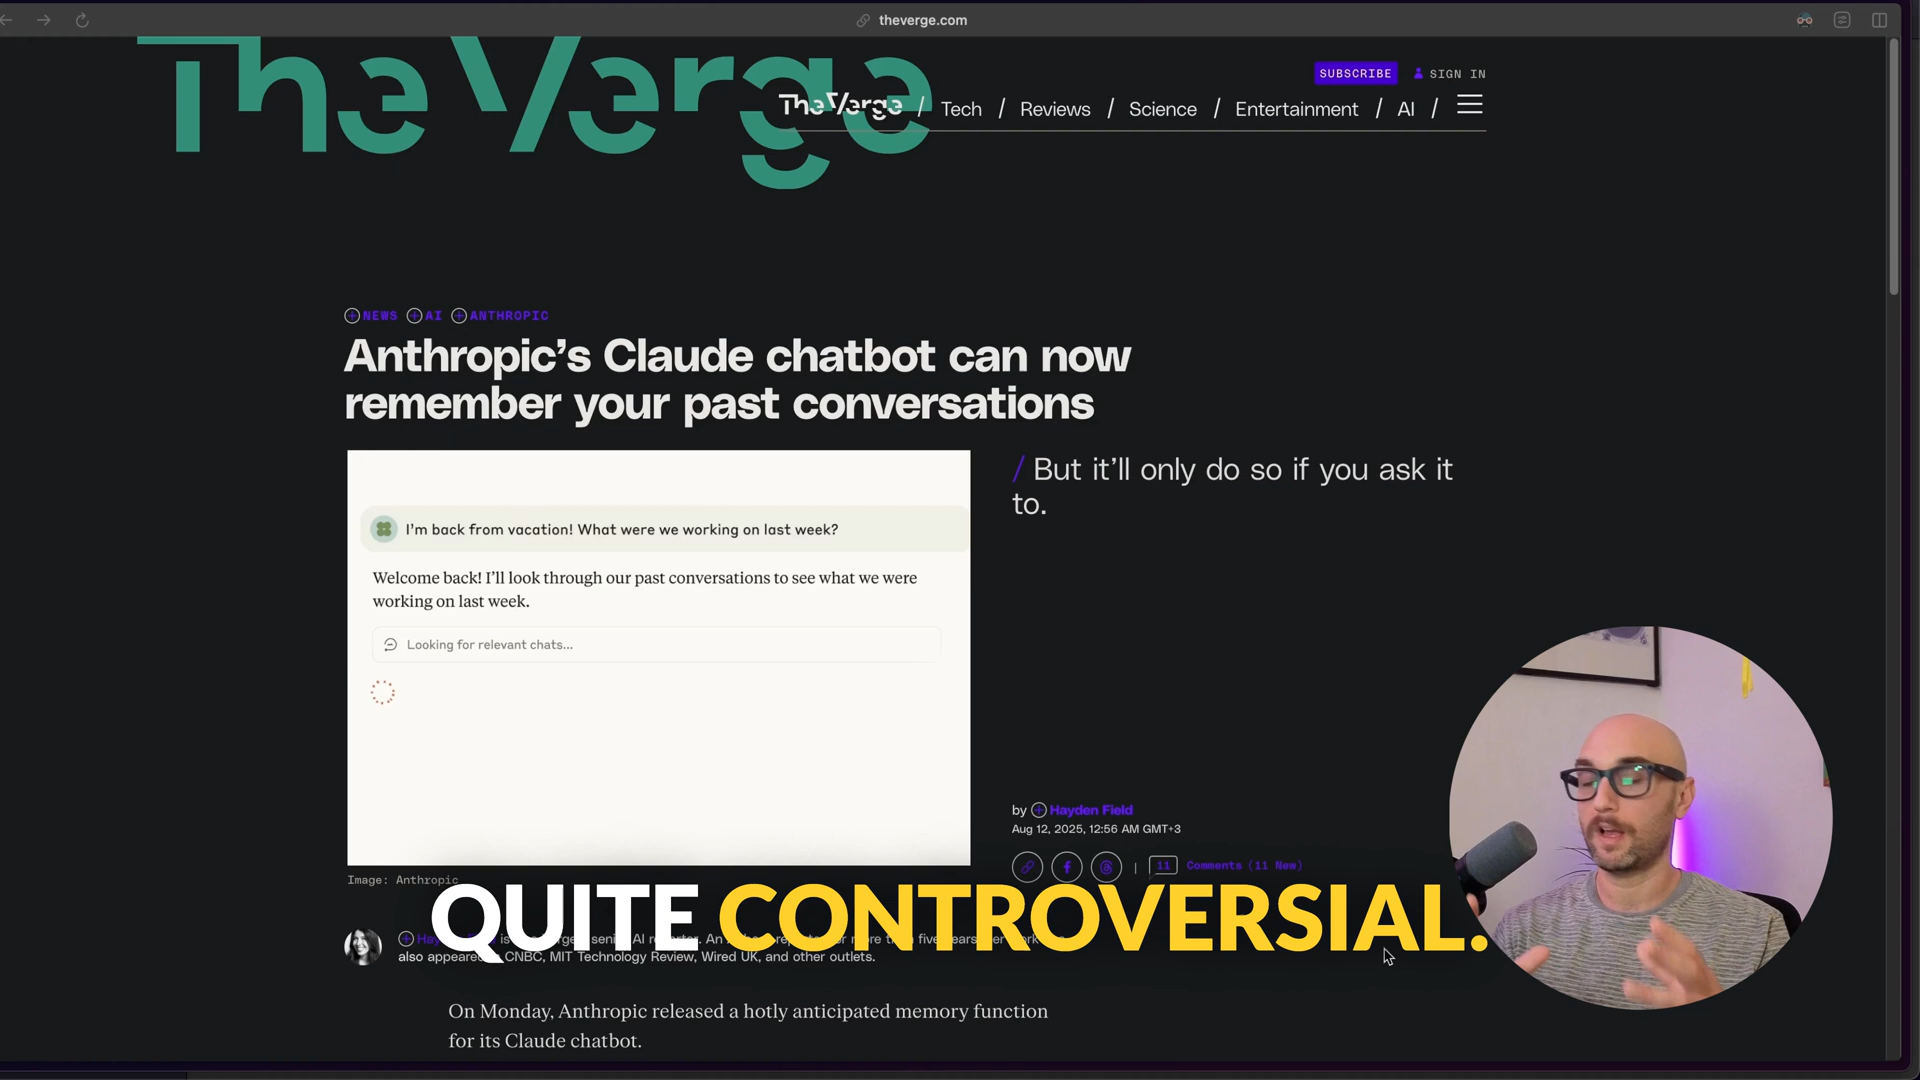 theverge.com
The Verge
SUBSCRIBE SIGN IN
The Verge / Tech / Reviews / Science / Entertainment / AI /
NEWS AI ANTHROPIC
Anthropic’s Claude chatbot can now
remember your past conversations
/ But it’ll only do so if you ask it
to.
I’m back from vacation! What were we working on last week?
Welcome back! I’ll look through our past conversations to see what we were
working on last week.
Looking for relevant chats...
by Hayden Field
Aug 12, 2025, 12:56 AM GMT+3
11 Comments (11 New)
Image: Anthropic
QUITE CONTROVERSIAL.
AI
also appeared CNBC, MIT Technology Review, Wired UK, and other outlets.
On Monday, Anthropic released a hotly anticipated memory function
for its Claude chatbot.